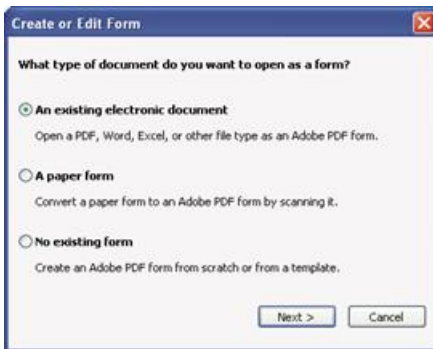 Create or Edit Form
What type of document do you want to open as a form?
An existing electronic document
Open a PDF, Word, Excel, or other file type as an Adobe PDF form.
A paper form
Convert a paper form to an Adobe PDF form by scanning it.
No existing form
Create an Adobe PDF form from scratch or from a template.
Next > Cancel